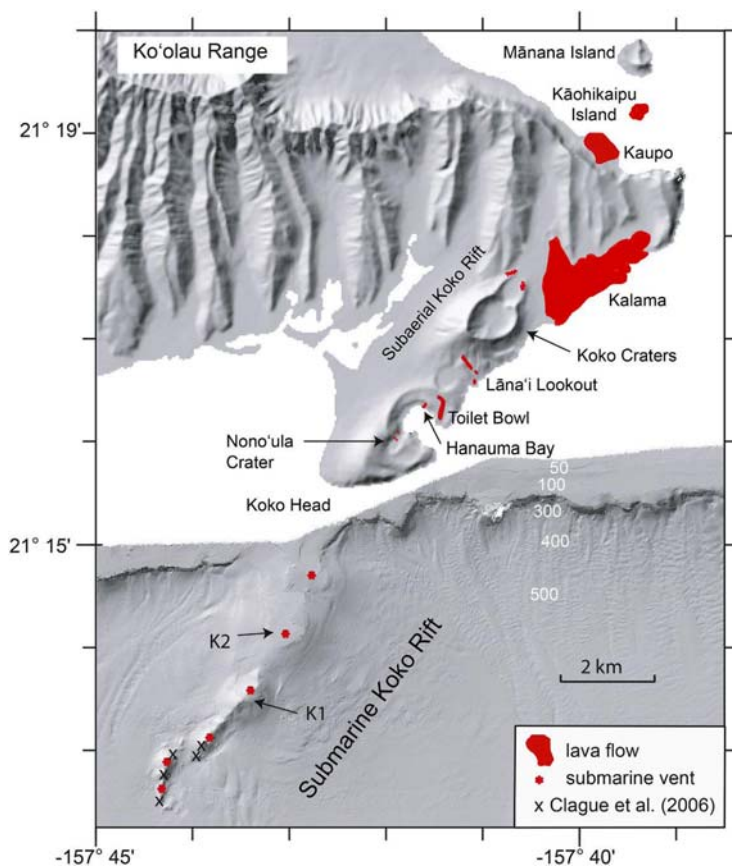 Koʻolau Range
Mānana Island
Kāohikaipu
Island
21° 19'
Kaupo
Subaerial Koko Rift
Kalama
Koko Craters
Lānaʻi Lookout
Toilet Bowl
Nonoʻula
Crater
Hanauma Bay
Koko Head
50
100
300
400
500
21° 15'
K2
K1
Submarine Koko Rift
2 km
lava flow
submarine vent
x Clague et al. (2006)
-157° 45'
-157° 40'